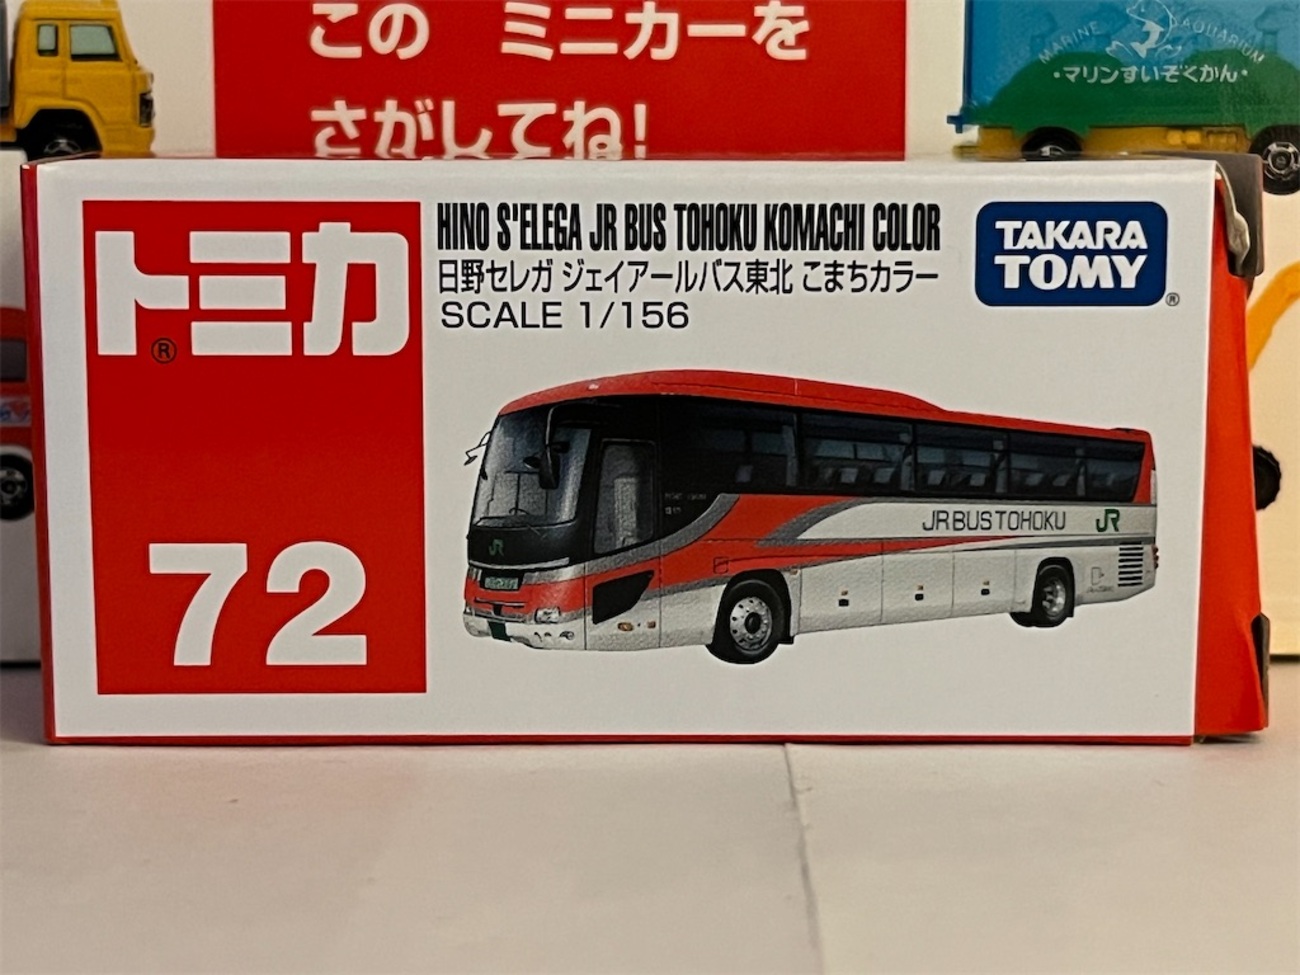 この ミニカーを
さがしてね!
MARINE AQUARIUM
・マリンすいぞくかん・
トミカ
®
72
HINO S'ELEGA JR BUS TOHOKU KOMACHI COLOR
日野セレガ ジェイアールバス東北 こまちカラー
SCALE 1/156
TAKARA
TOMY
®
JR BUS TOHOKU JR
JR